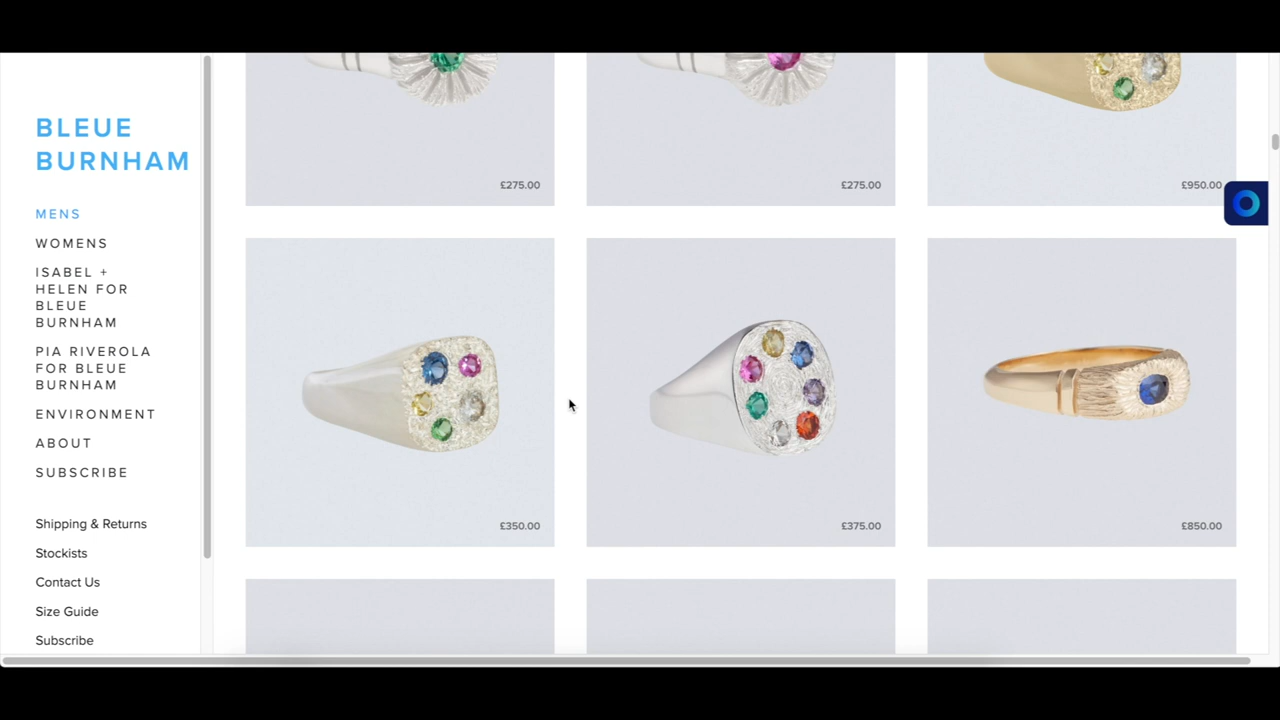 BLEUE
BURNHAM
MENS
WOMENS
ISABEL +
HELEN FOR
BLEUE
BURNHAM
PIA RIVEROLA
FOR BLEUE
BURNHAM
ENVIRONMENT
ABOUT
SUBSCRIBE
Shipping & Returns
Stockists
Contact Us
Size Guide
Subscribe
£275.00
£275.00
£950.00
£350.00
£375.00
£850.00